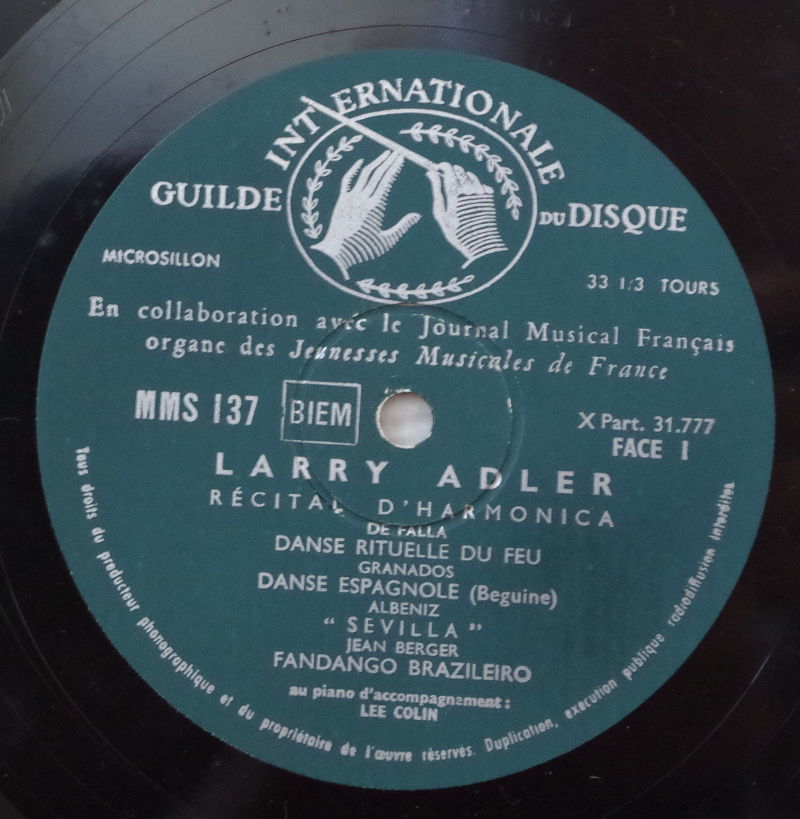 GUILDE INTERNATIONALE DU DISQUE
MICROSILLON
33 1/3 TOURS
En collaboration avec le Journal Musical Français
organe des Jeunesses Musicales de France
MMS 137 BIEM
X Part. 31.777
FACE 1
LARRY ADLER
RÉCITAL D'HARMONICA
DE FALLA
DANSE RITUELLE DU FEU
GRANADOS
DANSE ESPAGNOLE (Beguine)
ALBENIZ
"SEVILLA"
JEAN BERGER
FANDANGO BRAZILEIRO
au piano d'accompagnement :
LEE COLIN
Tous droits du producteur phonographique et du propriétaire de l'œuvre réservés. Duplication, execution publique radiodiffusion interdites